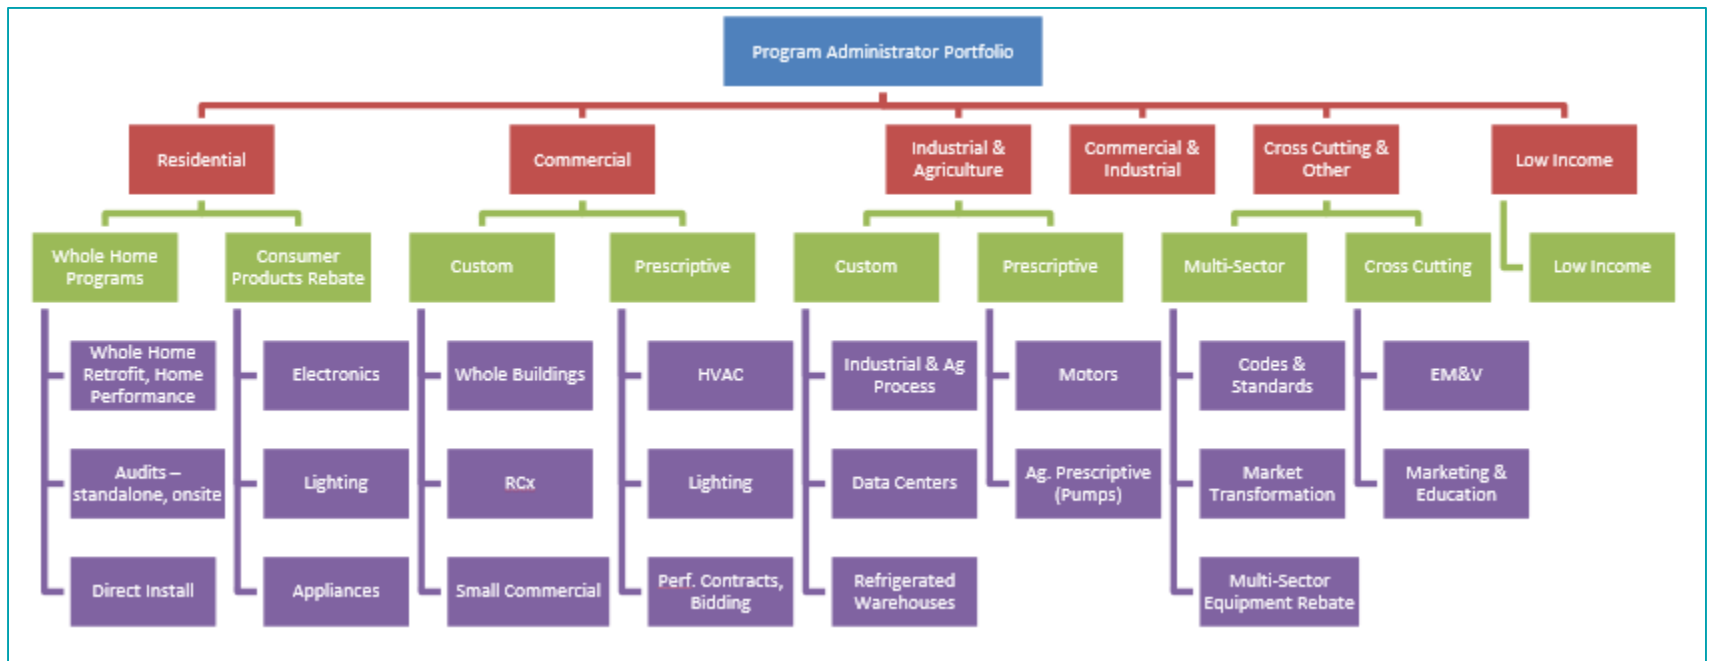 Program Administrator Portfolio
Residential
Commercial
Industrial &
Agriculture
Commercial &
Industrial
Cross Cutting &
Other
Low Income
Whole Home
Programs
Consumer
Products Rebate
Custom
Prescriptive
Custom
Prescriptive
Multi-Sector
Cross Cutting
Low Income
Whole Home
Retrofit, Home
Performance
Electronics
Whole Buildings
HVAC
Industrial & Ag
Process
Motors
Codes &
Standards
EM&V
Audits –
standalone, onsite
Lighting
RCx
Lighting
Data Centers
Ag. Prescriptive
(Pumps)
Market
Transformation
Marketing &
Education
Direct Install
Appliances
Small Commercial
Perf. Contracts,
Bidding
Refrigerated
Warehouses
Multi-Sector
Equipment Rebate